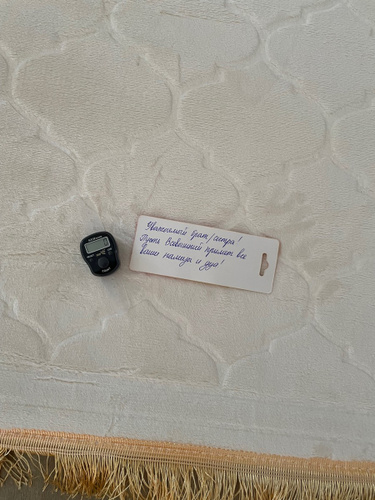 Уважаемый брат/сестра!
Пусть Всевышний примет все
Ваши намазы и дуа!